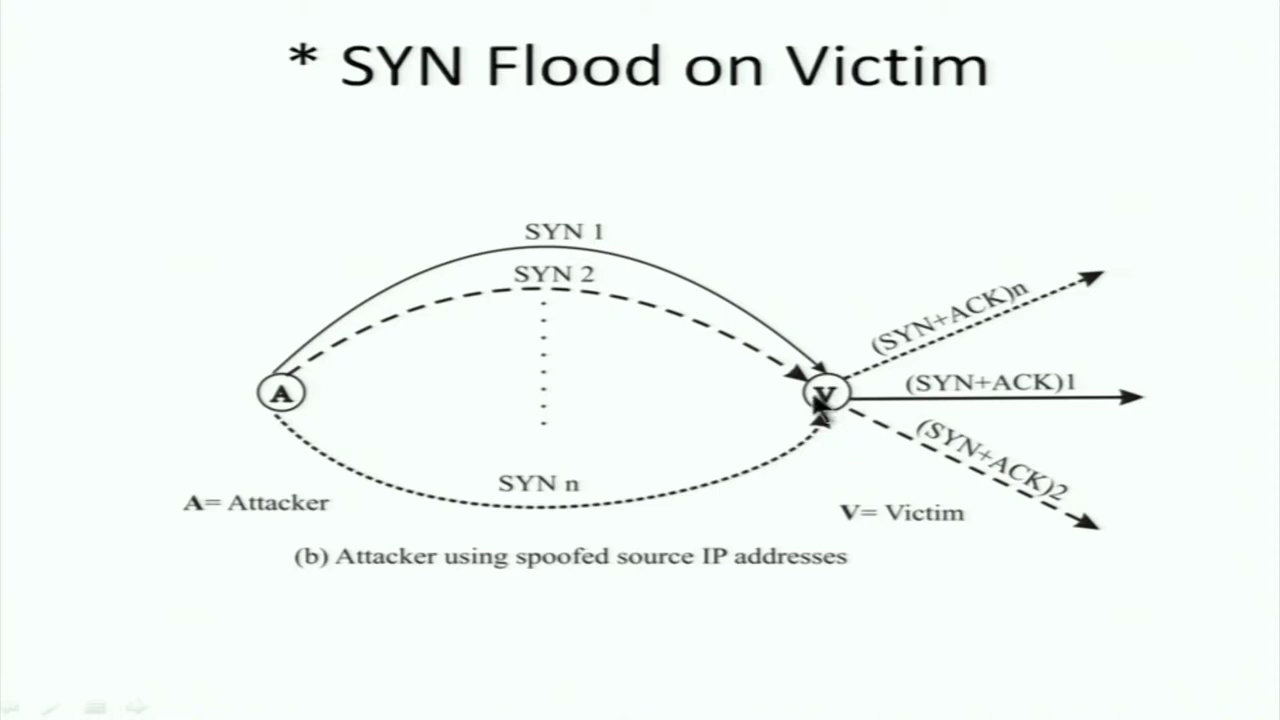 * SYN Flood on Victim
SYN 1
SYN 2
(SYN+ACK)n
A
V
(SYN+ACK)1
(SYN+ACK)2
SYN n
A= Attacker
V= Victim
(b) Attacker using spoofed source IP addresses